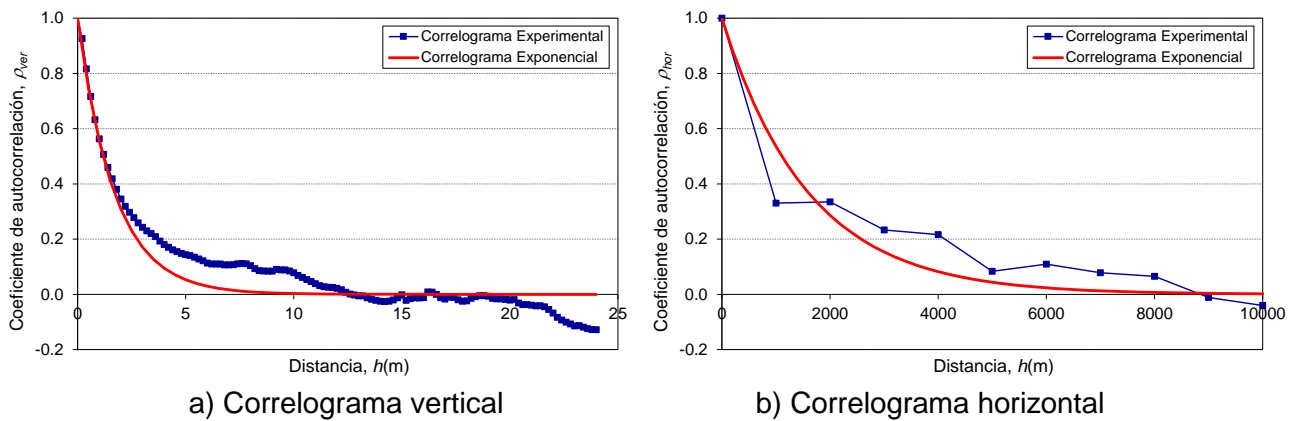 1.0
0.8
0.6
0.4
0.2
0.0
-0.2
Coeficiente de autocorrelación, ρver
Correlograma Experimental
Correlograma Exponencial
0 5 10 15 20 25
Distancia, h(m)
a) Correlograma vertical
1.0
0.8
0.6
0.4
0.2
0.0
-0.2
Coeficiente de autocorrelación, ρhor
Correlograma Experimental
Correlograma Exponencial
0 2000 4000 6000 8000 10000
Distancia, h(m)
b) Correlograma horizontal